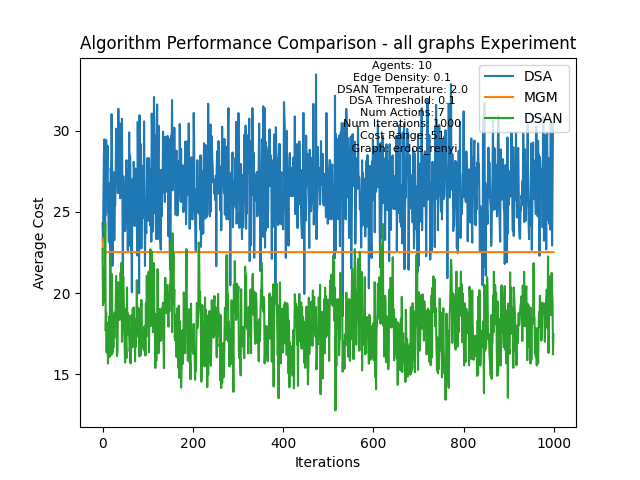 Algorithm Performance Comparison - all graphs Experiment
Agents: 10
Edge Density: 0.1
DSAN Temperature: 2.0
DSA Threshold: 0.1
Num Actions: 7
Num Iterations: 1000
Cost Range: 51
Graph: erdos_renyi
DSA
MGM
DSAN
Average Cost
30
25
20
15
0 200 400 600 800 1000
Iterations